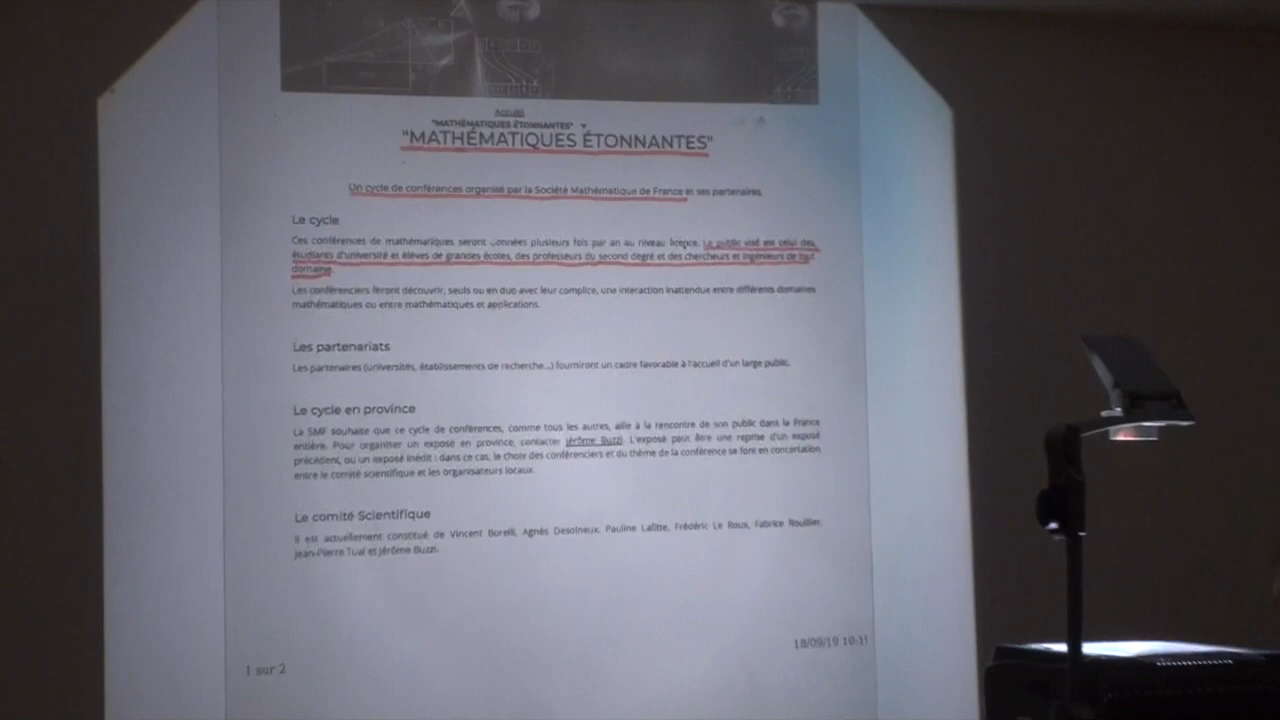 Accueil
"MATHÉMATIQUES ÉTONNANTES"
"MATHÉMATIQUES ÉTONNANTES"
Un cycle de conférences organisé par la Société Mathématique de France et ses partenaires.
Le cycle
Ces conférences de mathématiques seront données plusieurs fois par an au niveau licence. Le public visé est celui des
étudiants d'université et élèves de grandes écoles, des professeurs du second degré et des chercheurs et ingénieurs de tout
domaine.
Les conférenciers feront découvrir, seuls ou en duo avec leur complice, une interaction inattendue entre différents domaines
mathématiques ou entre mathématiques et applications.
Les partenariats
Les partenaires (universités, établissements de recherche...) fourniront un cadre favorable à l'accueil d'un large public.
Le cycle en province
La SMF souhaite que ce cycle de conférences, comme tous les autres, aille à la rencontre de son public dans la France
entière. Pour organiser un exposé en province, contacter Jérôme Buzzi. L'exposé peut être une reprise d'un exposé
précédent, ou un exposé inédit : dans ce cas, le choix des conférenciers et du thème de la conférence se font en concertation
entre le comité scientifique et les organisateurs locaux.
Le comité Scientifique
Il est actuellement constitué de Vincent Borelli, Agnès Desolneux, Pauline Lafitte, Frédéric Le Roux, Fabrice Rouillier,
Jean-Pierre Tual et Jérôme Buzzi.
18/09/19 10:1
1 sur 2